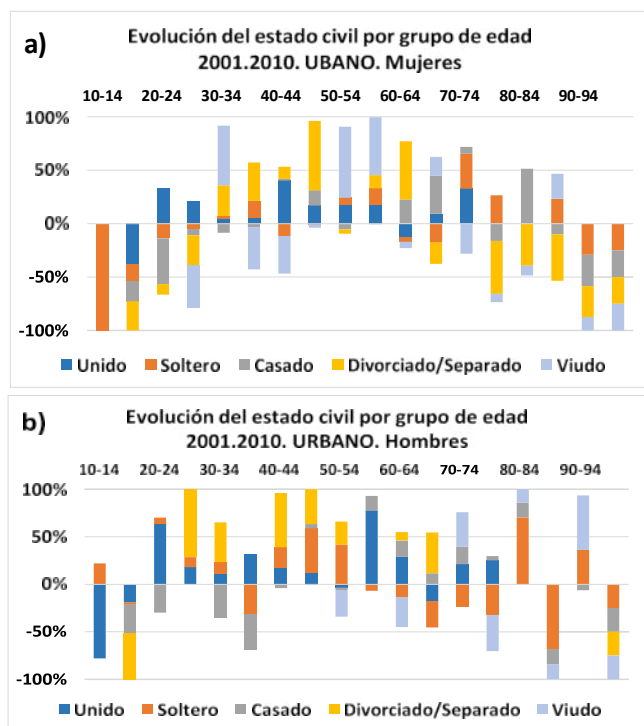 a)
Evolución del estado civil por grupo de edad
2001.2010. UBANO. Mujeres
10-14 20-24 30-34 40-44 50-54 60-64 70-74 80-84 90-94
100%
50%
0%
-50%
-100%
Unido Soltero Casado Divorciado/Separado Viudo
b)
Evolución del estado civil por grupo de edad
2001.2010. URBANO. Hombres
10-14 20-24 30-34 40-44 50-54 60-64 70-74 80-84 90-94
100%
50%
0%
-50%
-100%
Unido Soltero Casado Divorciado/Separado Viudo